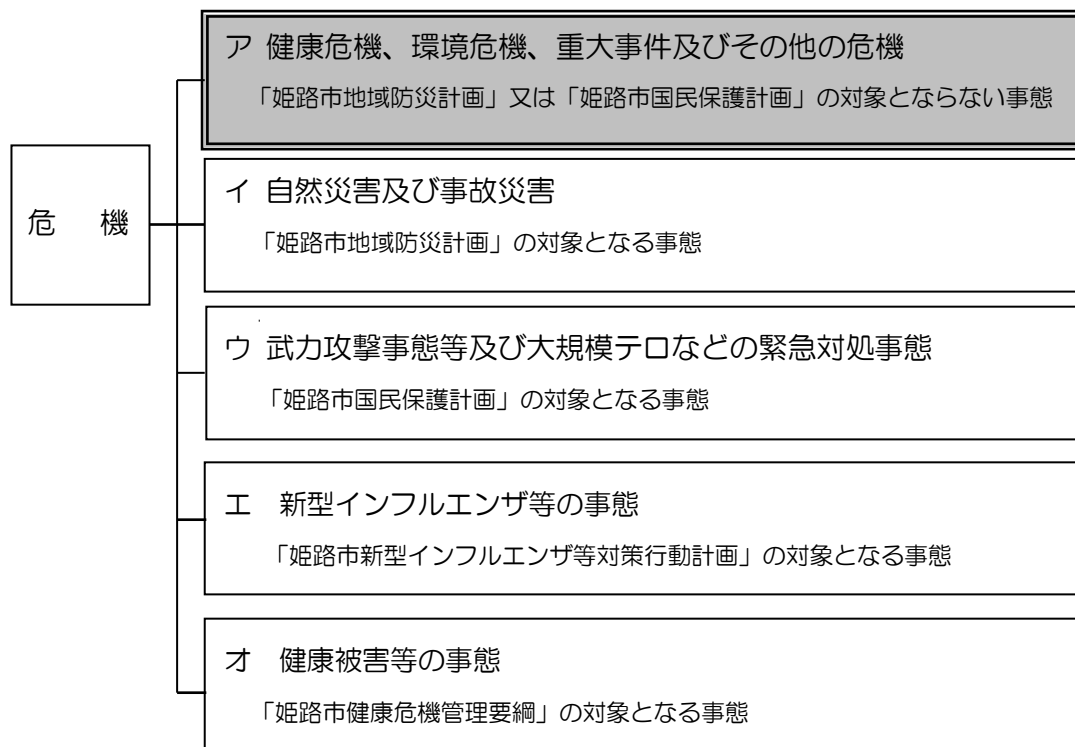 ア 健康危機、環境危機、重大事件及びその他の危機
「姫路市地域防災計画」又は「姫路市国民保護計画」の対象とならない事態
危　機
イ 自然災害及び事故災害
「姫路市地域防災計画」の対象となる事態
ウ 武力攻撃事態等及び大規模テロなどの緊急対処事態
「姫路市国民保護計画」の対象となる事態
エ　新型インフルエンザ等の事態
「姫路市新型インフルエンザ等対策行動計画」の対象となる事態
オ　健康被害等の事態
「姫路市健康危機管理要綱」の対象となる事態